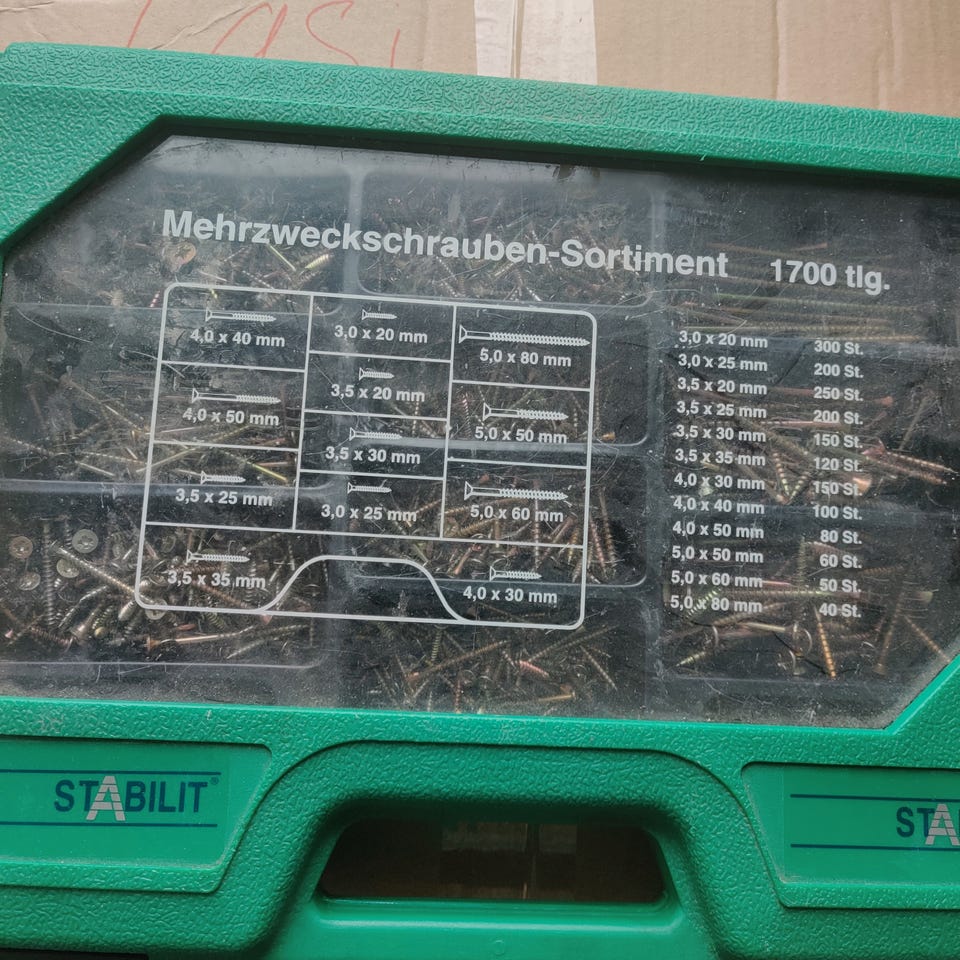 Lasi
Mehrzweckschrauben-Sortiment 1700 tlg.
4,0 x 40 mm
3,0 x 20 mm
5,0 x 80 mm
3,5 x 20 mm
4,0 x 50 mm
5,0 x 50 mm
3,5 x 30 mm
3,5 x 25 mm
3,0 x 25 mm
5,0 x 60 mm
3,5 x 35 mm
4,0 x 30 mm
3,0 x 20 mm 300 St.
3,0 x 25 mm 200 St.
3,5 x 20 mm 250 St.
3,5 x 25 mm 200 St.
3,5 x 30 mm 150 St.
3,5 x 35 mm 120 St.
4,0 x 30 mm 150 St.
4,0 x 40 mm 100 St.
4,0 x 50 mm 80 St.
5,0 x 50 mm 60 St.
5,0 x 60 mm 50 St.
5,0 x 80 mm 40 St.
STABILIT®
STA